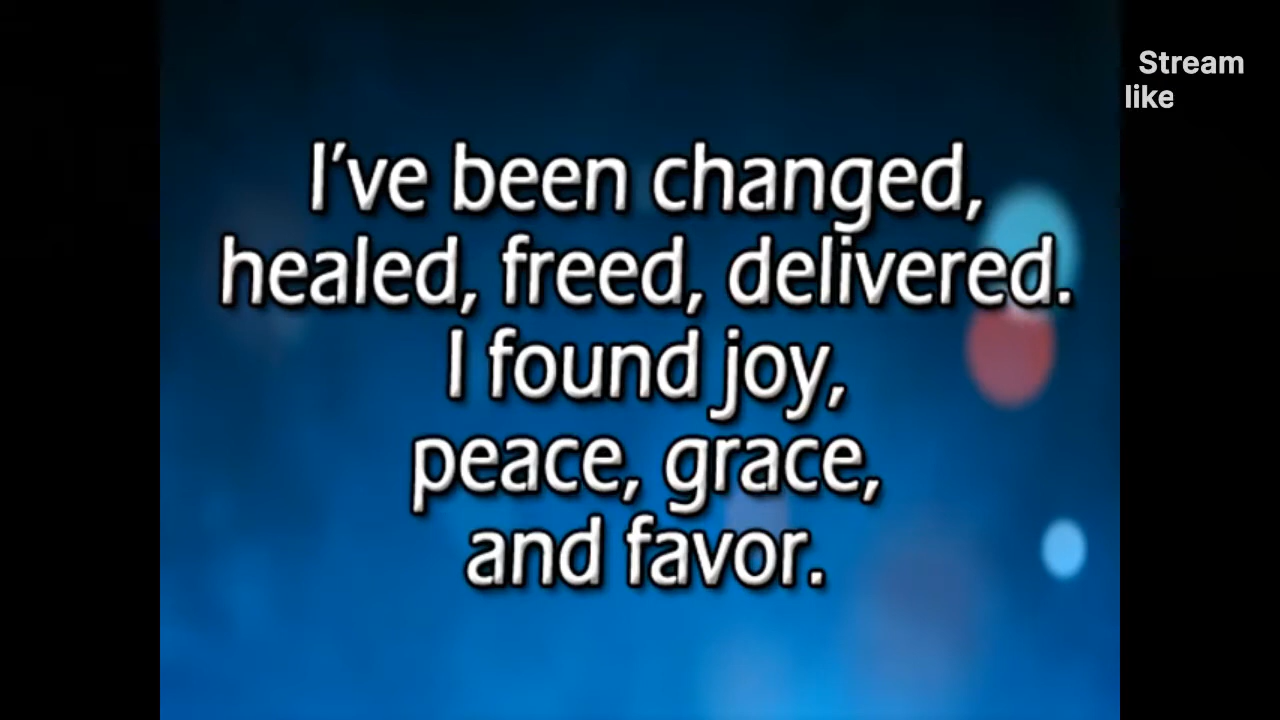 Stream
like
I've been changed,
healed, freed, delivered.
I found joy,
peace, grace,
and favor.